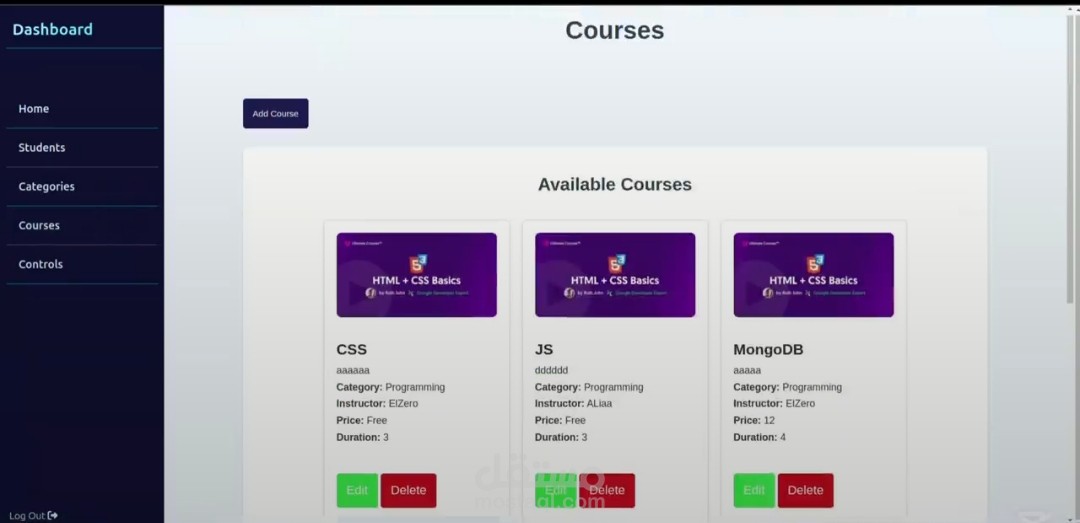 Dashboard
Home
Students
Categories
Courses
Controls
Log Out
Courses
Add Course
Available Courses
HTML + CSS Basics
CSS
aaaaaa
Category: Programming
Instructor: ElZero
Price: Free
Duration: 3
Edit
Delete
HTML + CSS Basics
JS
dddddd
Category: Programming
Instructor: ALiaa
Price: Free
Duration: 3
Edit
Delete
HTML + CSS Basics
MongoDB
aaaaa
Category: Programming
Instructor: ElZero
Price: 12
Duration: 4
Edit
Delete
مستقل
mostaql.com